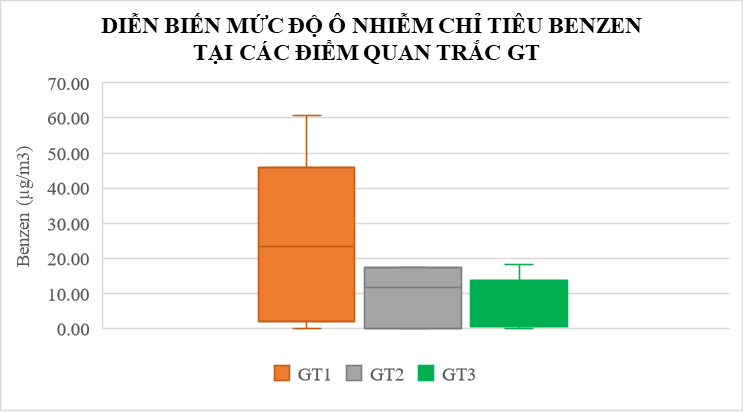 DIỄN BIẾN MỨC ĐỘ Ô NHIỄM CHỈ TIÊU BENZEN
TẠI CÁC ĐIỂM QUAN TRẮC GT
70.00
60.00
50.00
40.00
30.00
20.00
10.00
0.00
Benzen (µg/m3)
GT1 GT2 GT3